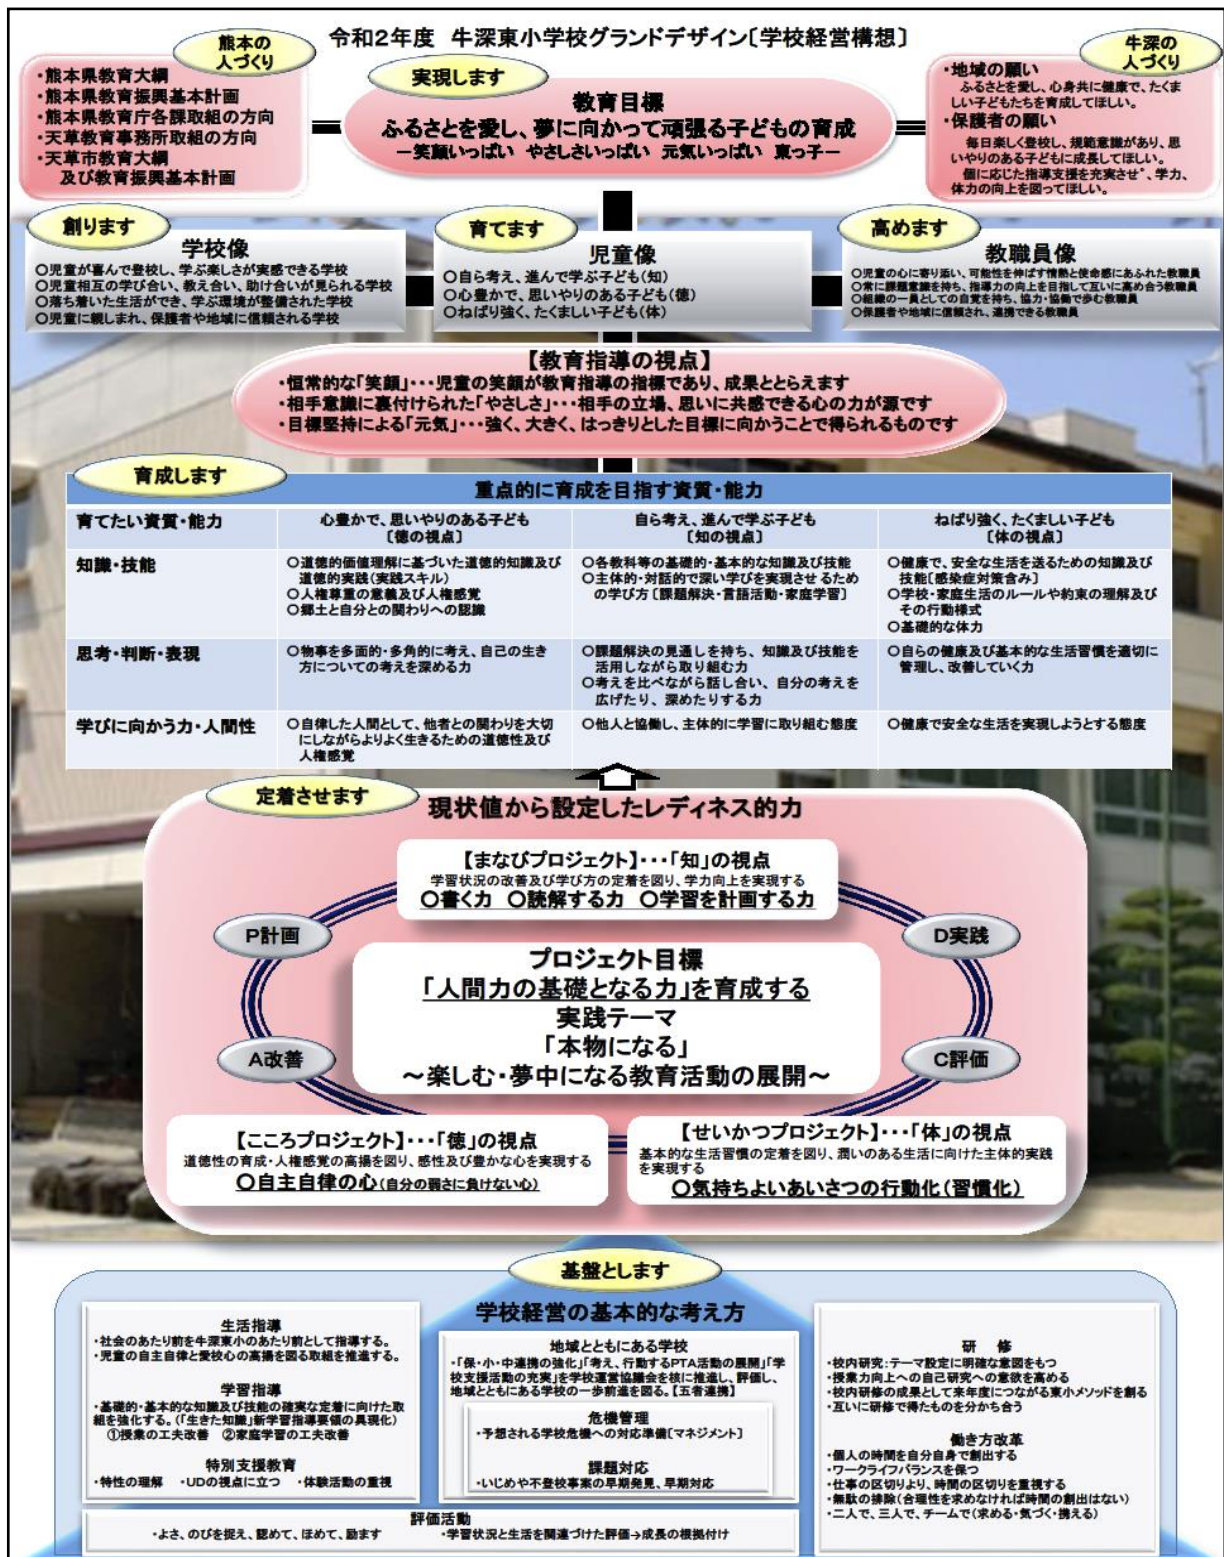 令和2年度 牛深東小学校グランドデザイン〔学校経営構想〕
熊本の
人づくり
・熊本県教育大綱
・熊本県教育振興基本計画
・熊本県教育庁各課取組の方向
・天草教育事務所取組の方向
・天草市教育大綱
及び教育振興基本計画
実現します
教育目標
ふるさとを愛し、夢に向かって頑張る子どもの育成
－笑顔いっぱい やさしさいっぱい 元気いっぱい 東っ子－
牛深の
人づくり
・地域の願い
ふるさとを愛し、心身共に健康で、たくま
しい子どもたちを育成してほしい。
・保護者の願い
毎日楽しく登校し、規範意識があり、思
いやりのある子どもに成長してほしい。
個に応じた指導支援を充実させ゜、学力、
体力の向上を図ってほしい。
創ります
学校像
〇児童が喜んで登校し、学ぶ楽しさが実感できる学校
〇児童相互の学び合い、教え合い、助け合いが見られる学校
〇落ち着いた生活ができ、学ぶ環境が整備された学校
〇児童に親しまれ、保護者や地域に信頼される学校
育てます
児童像
〇自ら考え、進んで学ぶ子ども(知)
〇心豊かで、思いやりのある子ども(徳)
〇ねばり強く、たくましい子ども(体)
高めます
教職員像
〇児童の心に寄り添い、可能性を伸ばす情熱と使命感にあふれた教職員
〇常に課題意識を持ち、指導力の向上を目指して互いに高め合う教職員
〇組織の一員としての自覚を持ち、協力・協働で歩む教職員
〇保護者や地域に信頼され、連携できる教職員
【教育指導の視点】
・恒常的な「笑顔」・・・児童の笑顔が教育指導の指標であり、成果ととらえます
・相手意識に裏付けられた「やさしさ」・・・相手の立場、思いに共感できる心の力が源です
・目標堅持による「元気」・・・強く、大きく、はっきりとした目標に向かうことで得られるものです
育成します
重点的に育成を目指す資質・能力
育てたい資質・能力
心豊かで、思いやりのある子ども
〔徳の視点〕
自ら考え、進んで学ぶ子ども
〔知の視点〕
ねばり強く、たくましい子ども
〔体の視点〕
知識・技能
〇道徳的価値理解に基づいた道徳的知識及び
道徳的実践(実践スキル)
〇人権尊重の意義及び人権感覚
〇郷土と自分との関わりへの認識
〇各教科等の基礎的・基本的な知識及び技能
〇主体的・対話的で深い学びを実現させるため
の学び方〔課題解決・言語活動・家庭学習〕
〇健康で、安全な生活を送るための知識及び
技能〔感染症対策含み〕
〇学校・家庭生活のルールや約束の理解及び
その行動様式
〇基礎的な体力
思考・判断・表現
〇物事を多面的・多角的に考え、自己の生き
方についての考えを深める力
〇課題解決の見通しを持ち、知識及び技能を
活用しながら取り組む力
〇考えを比べながら話し合い、自分の考えを
広げたり、深めたりする力
〇自らの健康及び基本的な生活習慣を適切に
管理し、改善していく力
学びに向かう力・人間性
〇自律した人間として、他者との関わりを大切
にしながらよりよく生きるための道徳性及び
人権感覚
〇他人と協働し、主体的に学習に取り組む態度
〇健康で安全な生活を実現しようとする態度
定着させます
現状値から設定したレディネス的力
【まなびプロジェクト】・・・「知」の視点
学習状況の改善及び学び方の定着を図り、学力向上を実現する
〇書く力 〇読解する力 〇学習を計画する力
P計画
D実践
プロジェクト目標
「人間力の基礎となる力」を育成する
実践テーマ
「本物になる」
～楽しむ・夢中になる教育活動の展開～
A改善
C評価
【こころプロジェクト】・・・「徳」の視点
道徳性の育成・人権感覚の高揚を図り、感性及び豊かな心を実現する
〇自主自律の心(自分の弱さに負けない心)
【せいかつプロジェクト】・・・「体」の視点
基本的な生活習慣の定着を図り、潤いのある生活に向けた主体的実践
を実現する
〇気持ちよいあいさつの行動化(習慣化)
基盤とします
学校経営の基本的な考え方
生活指導
・社会のあたり前を牛深東小のあたり前として指導する。
・児童の自主自律と愛校心の高揚を図る取組を推進する。
学習指導
・基礎的・基本的な知識及び技能の確実な定着に向けた取
組を強化する。(「生きた知識」新学習指導要領の具現化)
①授業の工夫改善 ②家庭学習の工夫改善
特別支援教育
・特性の理解 ・UDの視点に立つ ・体験活動の重視
地域とともにある学校
・「保・小・中連携の強化」「考え、行動するPTA活動の展開」「学
校支援活動の充実」を学校運営協議会を核に推進し、評価し、
地域とともにある学校の一歩前進を図る。【五者連携】
危機管理
・予想される学校危機への対応準備〔マネジメント〕
課題対応
・いじめや不登校事案の早期発見、早期対応
研 修
・校内研究：テーマ設定に明確な意図をもつ
・授業力向上への自己研究への意欲を高める
・校内研修の成果として来年度につながる東小メソッドを創る
・互いに研修で得たものを分かち合う
働き方改革
・個人の時間を自分自身で創出する
・ワークライフバランスを保つ
・仕事の区切りより、時間の区切りを重視する
・無駄の排除(合理性を求めなければ時間の創出はない)
・二人で、三人で、チームで(求める・気づく・携える)
評価活動
・よさ、のびを捉え、認めて、ほめて、励ます ・学習状況と生活を関連づけた評価→成長の根拠付け